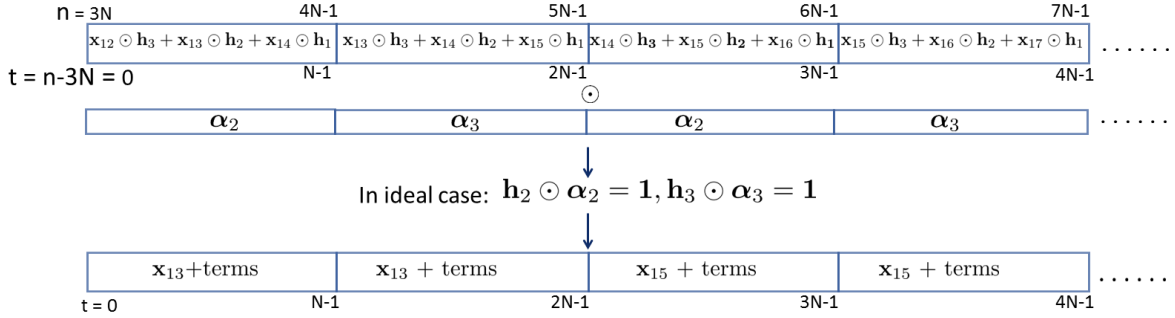 n = 3N 4N-1 5N-1 6N-1 7N-1
x₁₂ ⊙ h₃ + x₁₃ ⊙ h₂ + x₁₄ ⊙ h₁ x₁₃ ⊙ h₃ + x₁₄ ⊙ h₂ + x₁₅ ⊙ h₁ x₁₄ ⊙ h₃ + x₁₅ ⊙ h₂ + x₁₆ ⊙ h₁ x₁₅ ⊙ h₃ + x₁₆ ⊙ h₂ + x₁₇ ⊙ h₁ ......
t = n-3N = 0 N-1 2N-1 3N-1 4N-1
⊙
α₂ α₃ α₂ α₃ ......
In ideal case: h₂ ⊙ α₂ = 1, h₃ ⊙ α₃ = 1
x₁₃+terms x₁₃ + terms x₁₅ + terms x₁₅ + terms ......
t = 0 N-1 2N-1 3N-1 4N-1